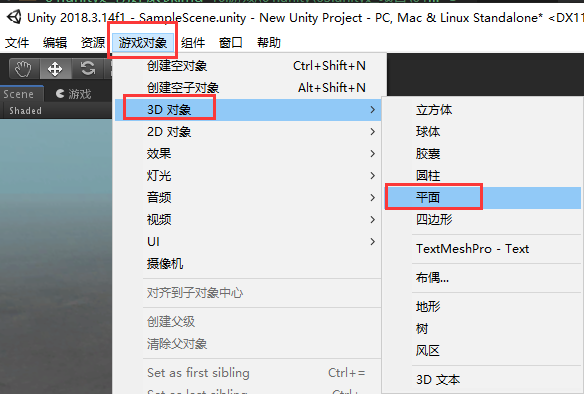 Unity 2018.3.14f1 - SampleScene.unity - New Unity Project - PC, Mac & Linux Standalone* <DX11
文件 编辑 资源 游戏对象 组件 窗口 帮助
Scene 游戏
Shaded
创建空对象 Ctrl+Shift+N
创建空子对象 Alt+Shift+N
3D 对象
2D 对象
效果
灯光
音频
视频
UI
摄像机
对齐到子对象中心
创建父级
清除父对象
Set as first sibling Ctrl+=
Set as last sibling Ctrl+-
立方体
球体
胶囊
圆柱
平面
四边形
TextMeshPro - Text
布偶...
地形
树
风区
3D 文本